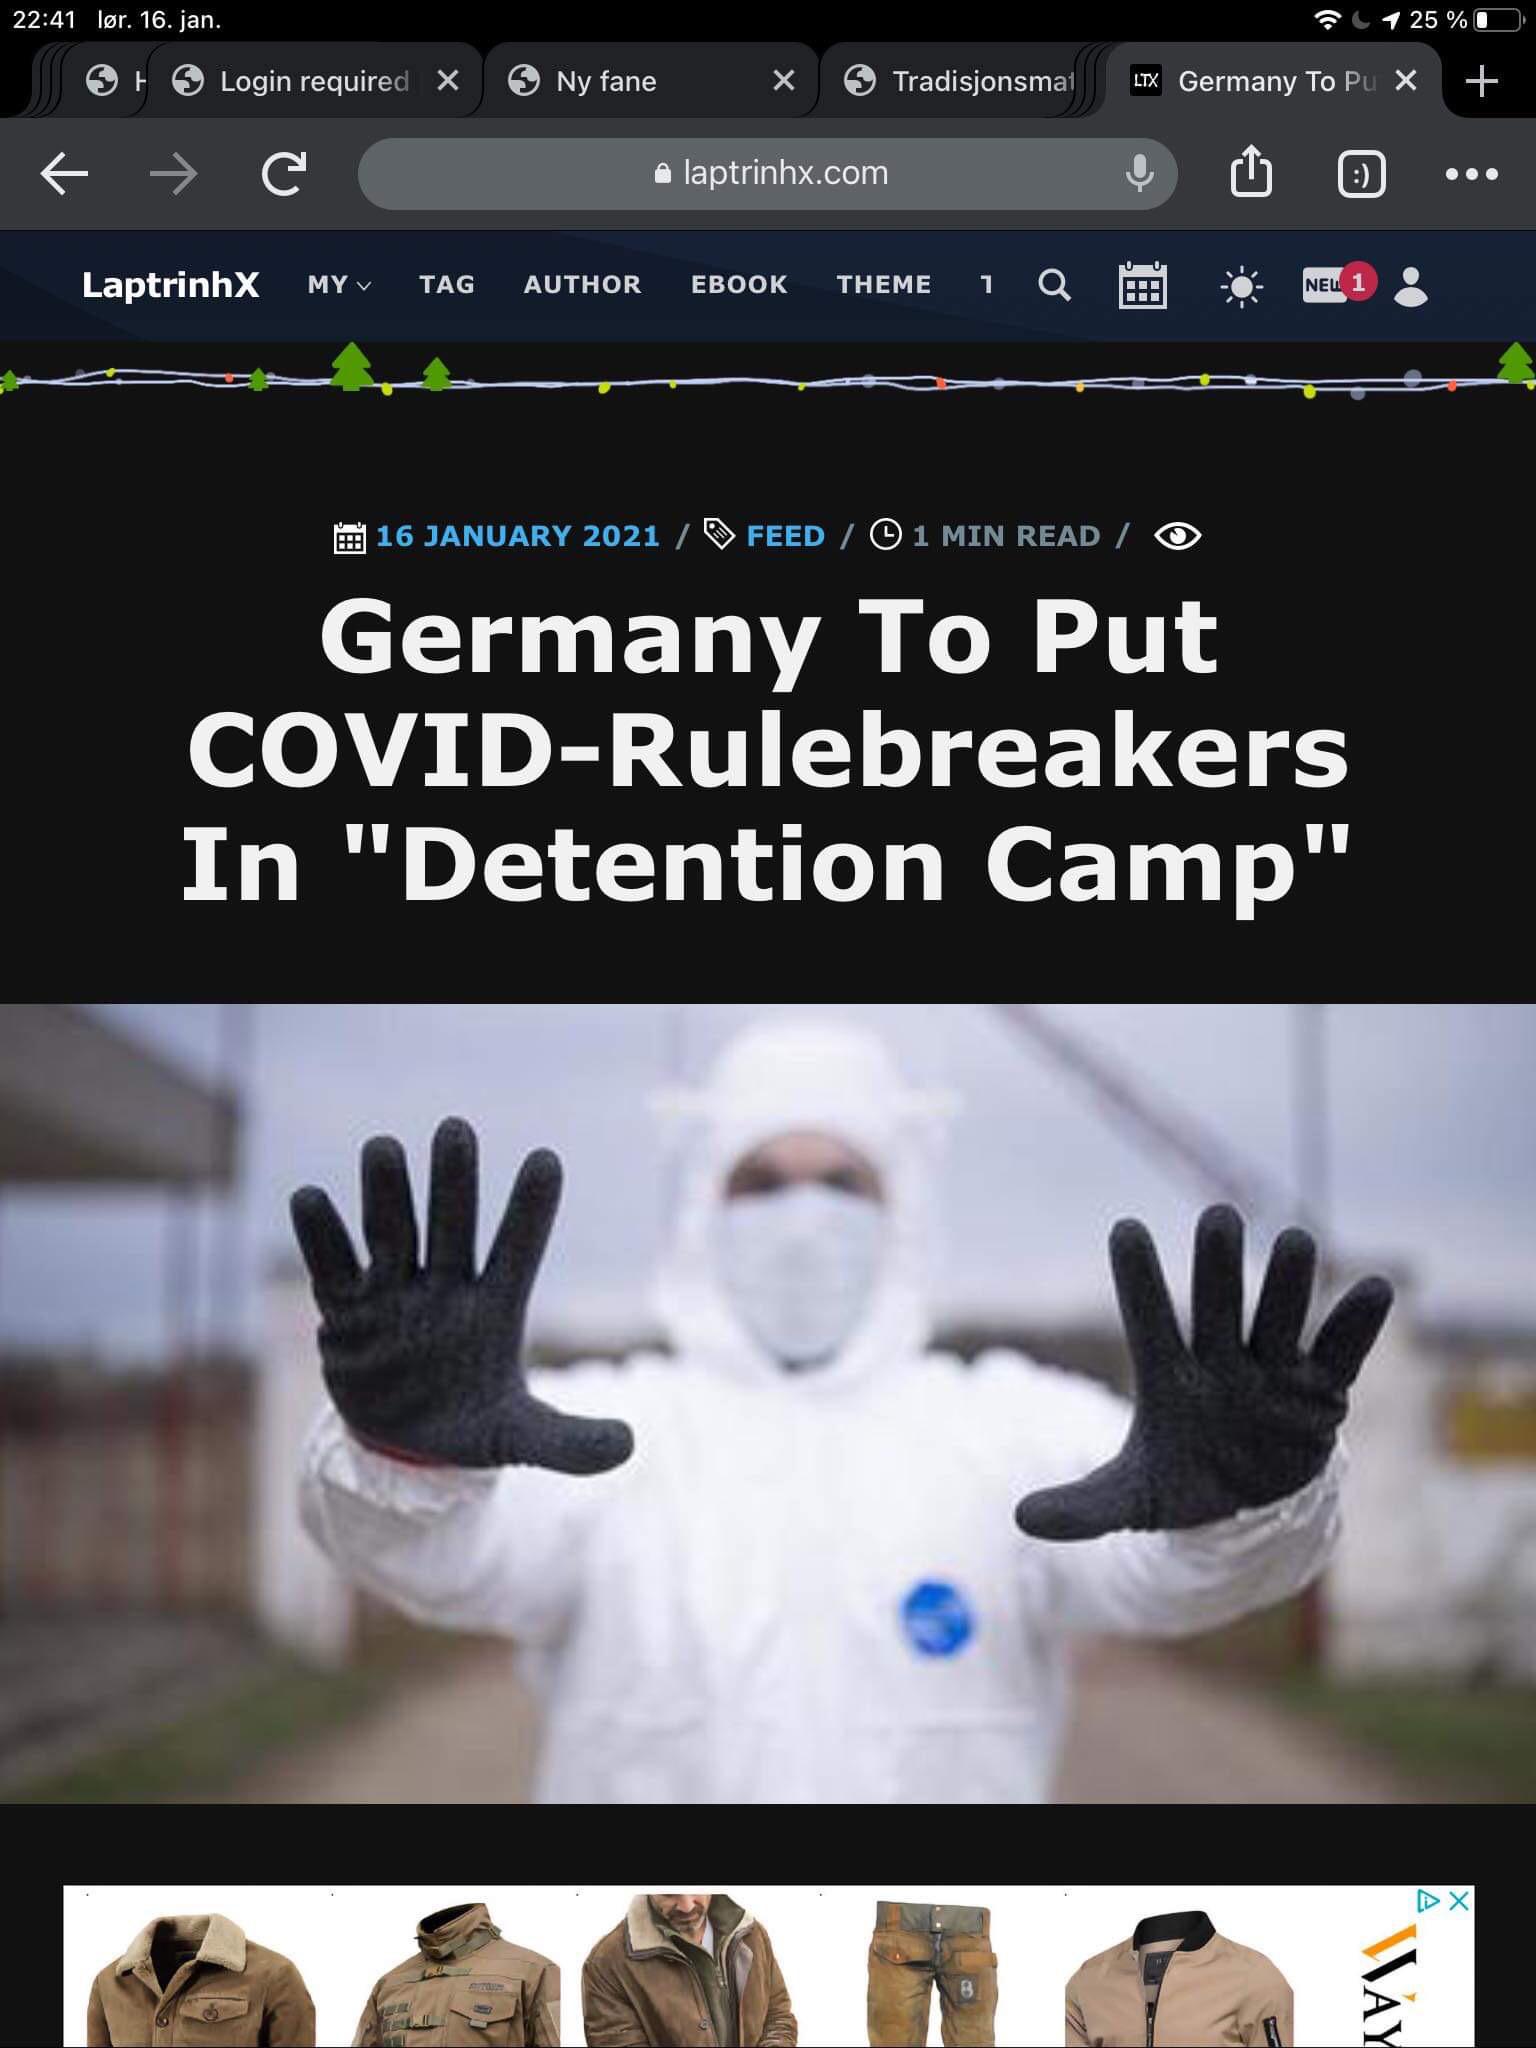 22:41 lør. 16. jan. 25 %
Login required Ny fane Tradisjonsmat LTX Germany To Pu
laptrinhx.com :)
LaptrinhX MY TAG AUTHOR EBOOK THEME NEW 1
16 JANUARY 2021 / FEED / 1 MIN READ /
Germany To Put
COVID-Rulebreakers
In "Detention Camp"
WAY
8